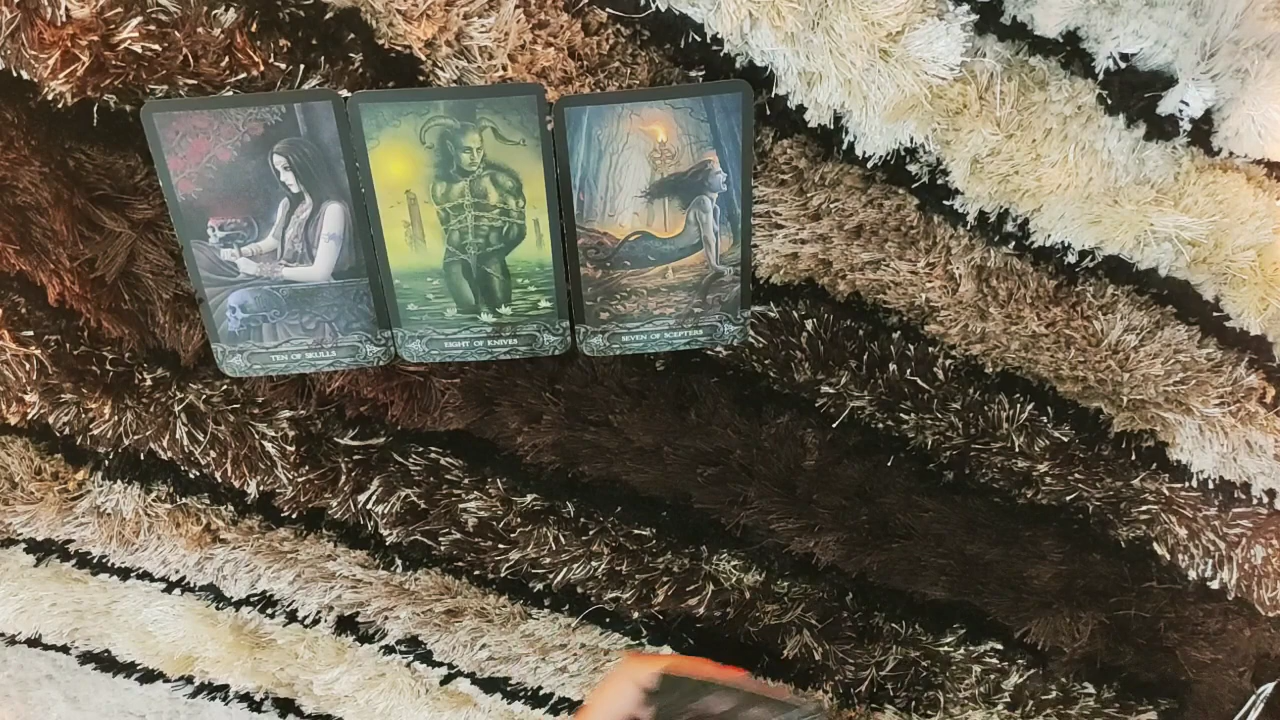 TEN OF SKULLS
EIGHT OF KNIVES
SEVEN OF SCEPTERS